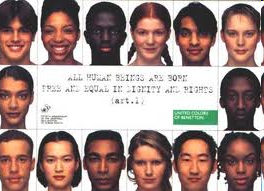 ALL HUMAN BEINGS ARE BORN
FREE AND EQUAL IN DIGNITY AND RIGHTS
(art.1)
UNITED COLORS
OF BENETTON.